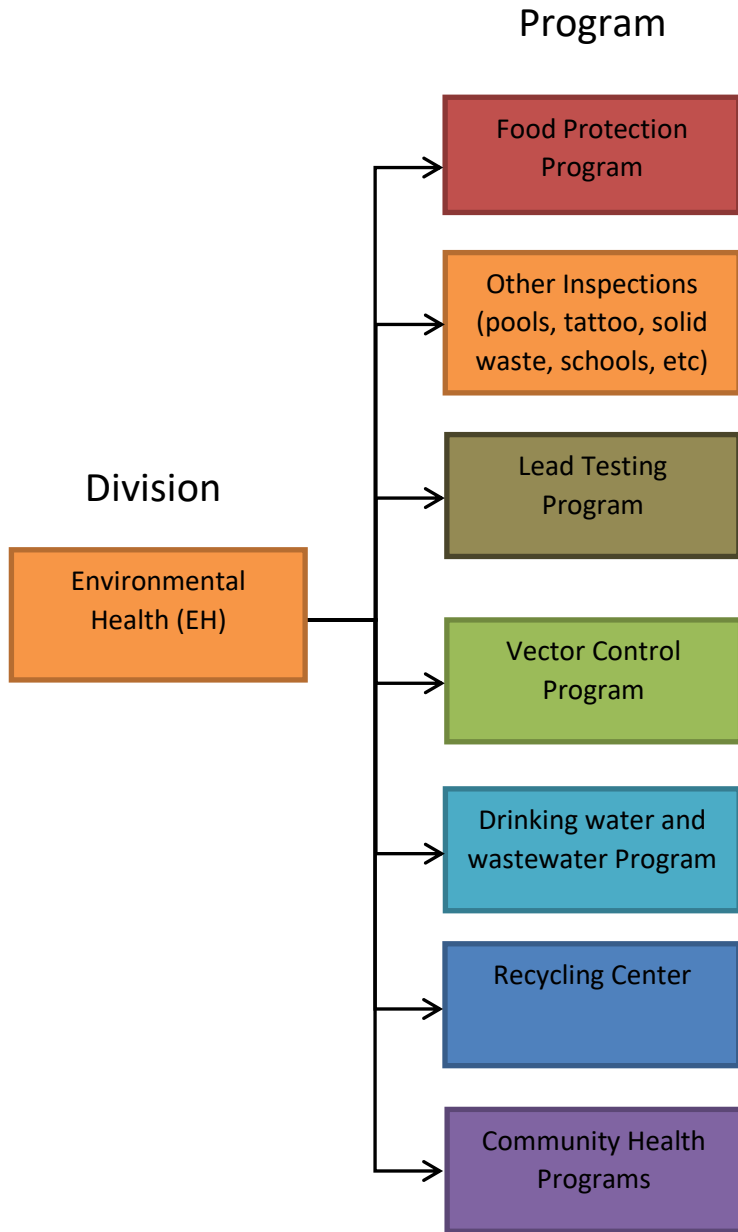 Program
Food Protection
Program
Other Inspections
(pools, tattoo, solid
waste, schools, etc)
Lead Testing
Program
Division
Environmental
Health (EH)
Vector Control
Program
Drinking water and
wastewater Program
Recycling Center
Community Health
Programs